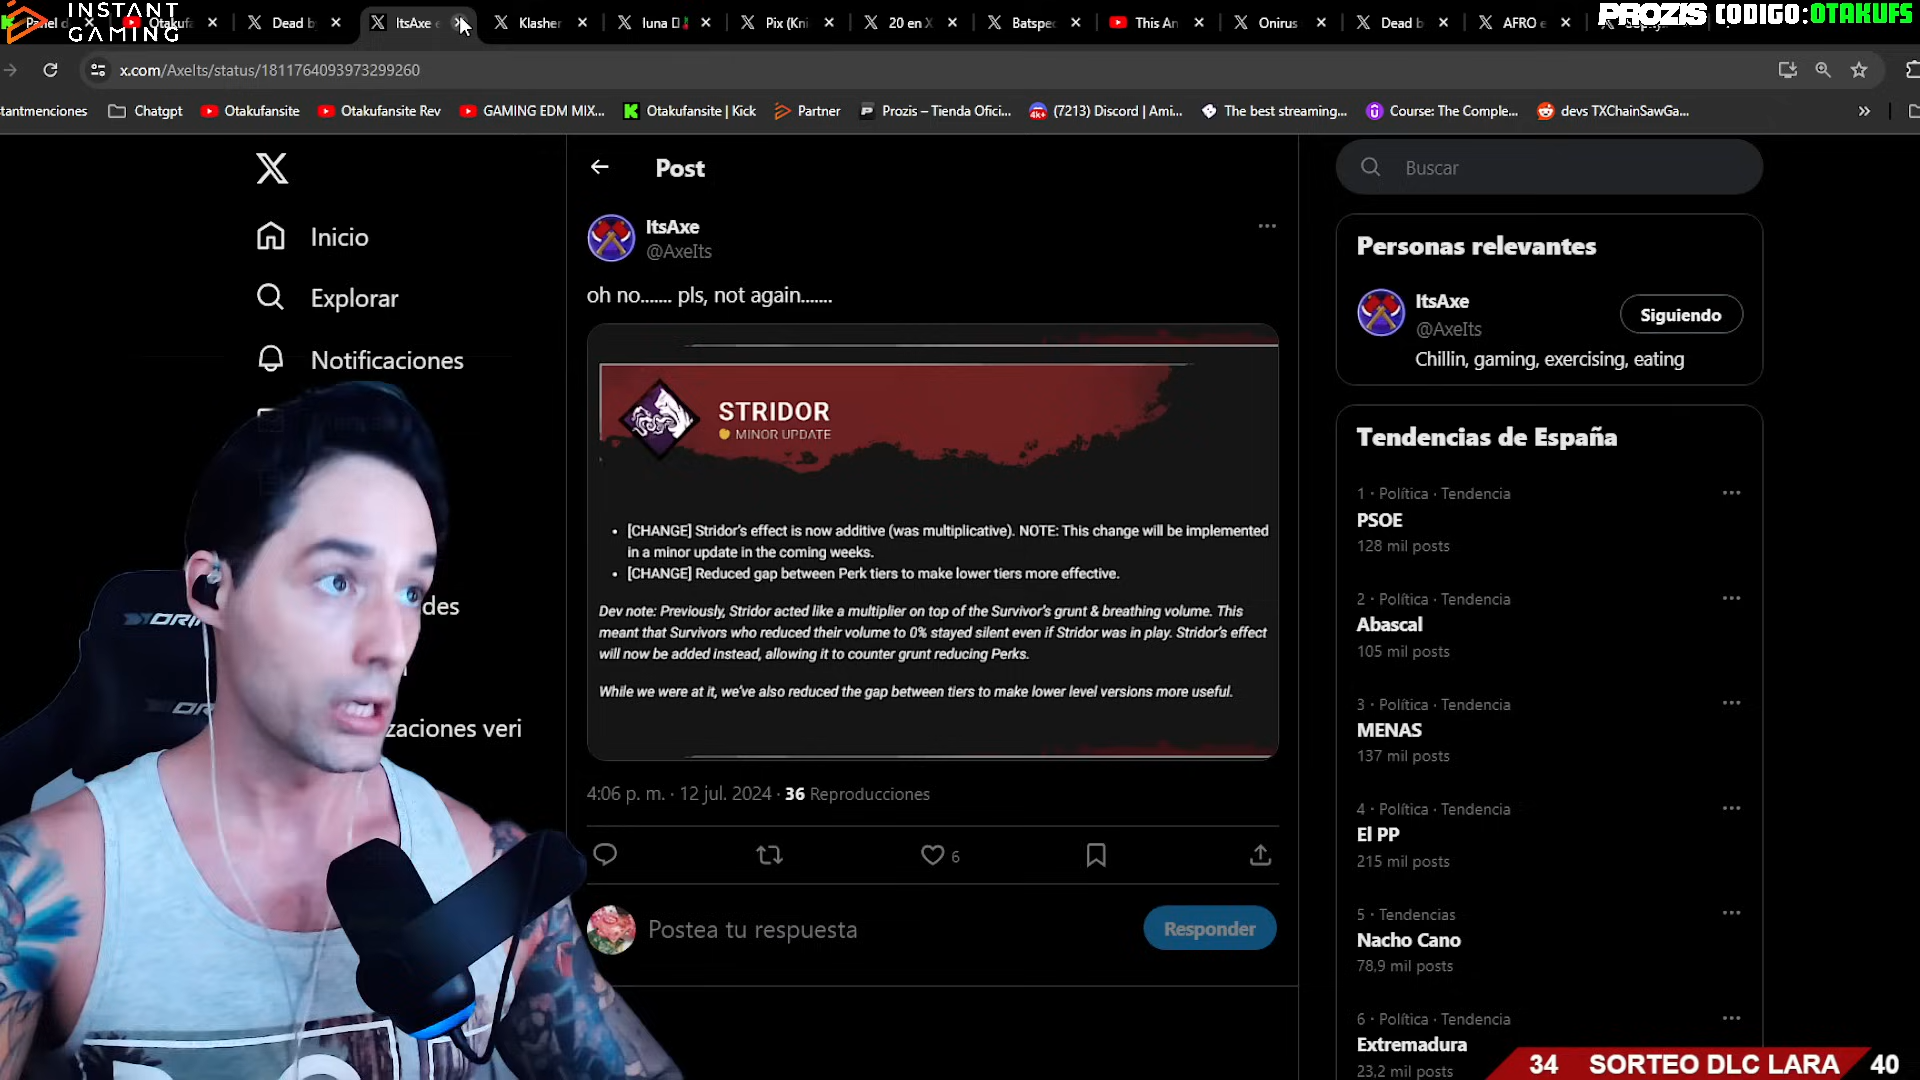 INSTANT
GAMING
Dead b
ItsAxe e
Klasher
luna
Pix (Kni
20 en X
Batspe
This An
Onirus
Dead b
AFRO e
PROZIS CODIGO:OTAKUFS
x.com/AxeIts/status/1811764093973299260
stantmenciones
Chatgpt
Otakufansite
Otakufansite Rev
GAMING EDM MIX...
Otakufansite | Kick
Partner
Prozis – Tienda Ofici...
(7213) Discord | Ami...
The best streaming...
Course: The Comple...
devs TXChainSawGa...
Inicio
Explorar
Notificaciones
des
zaciones veri
Post
ItsAxe
@AxeIts
oh no....... pls, not again.......
STRIDOR
MINOR UPDATE
• [CHANGE] Stridor's effect is now additive (was multiplicative). NOTE: This change will be implemented
in a minor update in the coming weeks.
• [CHANGE] Reduced gap between Perk tiers to make lower tiers more effective.
Dev note: Previously, Stridor acted like a multiplier on top of the Survivor's grunt & breathing volume. This
meant that Survivors who reduced their volume to 0% stayed silent even if Stridor was in play. Stridor's effect
will now be added instead, allowing it to counter grunt reducing Perks.
While we were at it, we've also reduced the gap between tiers to make lower level versions more useful.
4:06 p. m. · 12 jul. 2024 · 36 Reproducciones
6
Postea tu respuesta
Responder
Buscar
Personas relevantes
ItsAxe
@AxeIts
Siguiendo
Chillin, gaming, exercising, eating
Tendencias de España
1 · Política · Tendencia
PSOE
128 mil posts
2 · Política · Tendencia
Abascal
105 mil posts
3 · Política · Tendencia
MENAS
137 mil posts
4 · Política · Tendencia
El PP
215 mil posts
5 · Tendencias
Nacho Cano
78,9 mil posts
6 · Política · Tendencia
Extremadura
23,2 mil posts
34 SORTEO DLC LARA 40